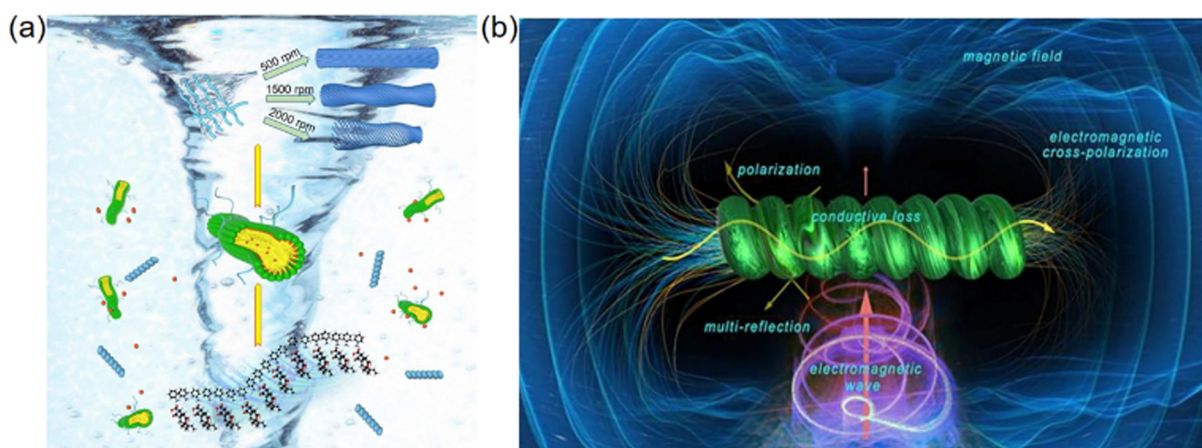 (a)
500 rpm
1500 rpm
2000 rpm
(b)
magnetic field
electromagnetic
cross-polarization
polarization
conductive loss
multi-reflection
electromagnetic
wave